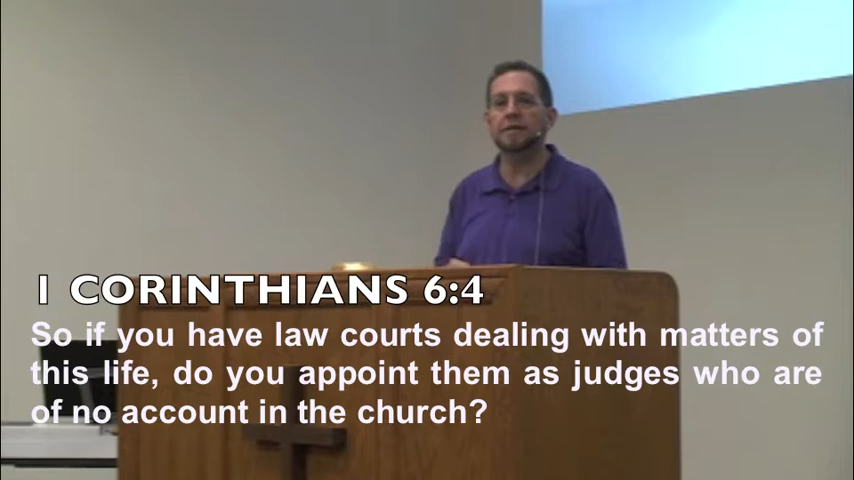 1 CORINTHIANS 6:4
So if you have law courts dealing with matters of
this life, do you appoint them as judges who are
of no account in the church?